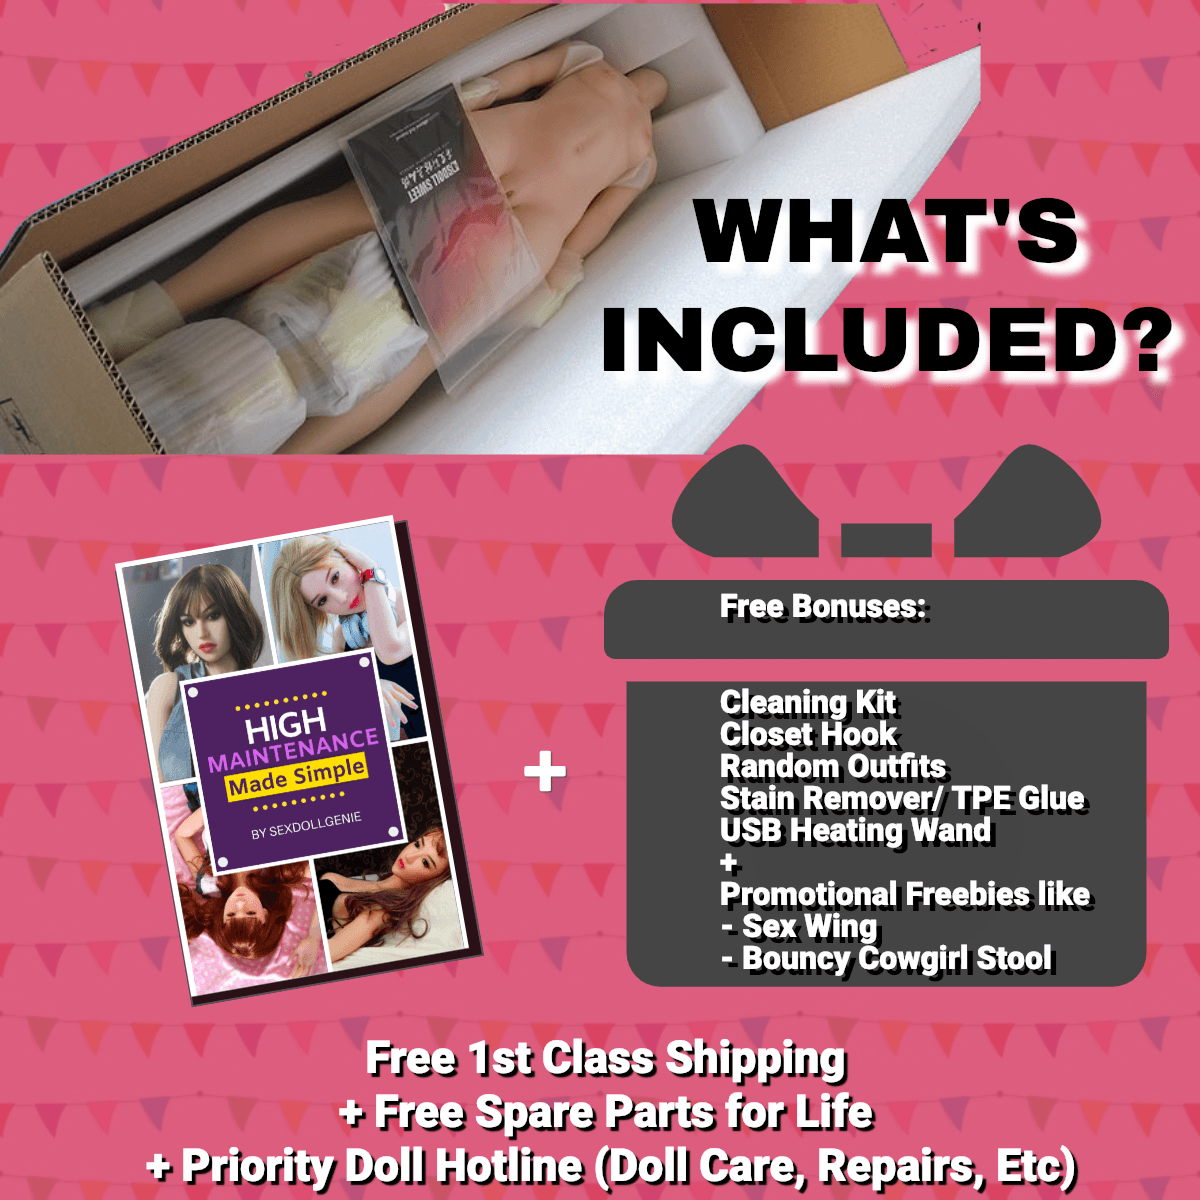 WHAT'S
INCLUDED?
EXDOLL SWEET
HIGH
MAINTENANCE
Made Simple
BY SEXDOLLGENIE
+
Free Bonuses:
Cleaning Kit
Closet Hook
Random Outfits
Stain Remover/ TPE Glue
USB Heating Wand
+
Promotional Freebies like
- Sex Wing
- Bouncy Cowgirl Stool
Free 1st Class Shipping
+ Free Spare Parts for Life
+ Priority Doll Hotline (Doll Care, Repairs, Etc)